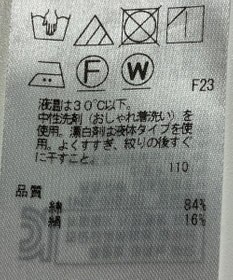 F
W
F23
液温は30℃以下。
中性洗剤（おしゃれ着洗い）を
使用。漂白剤は液体タイプを使
用。よくすすぎ、絞りの後すぐ
に干すこと。
110
品質
綿 84%
絹 16%